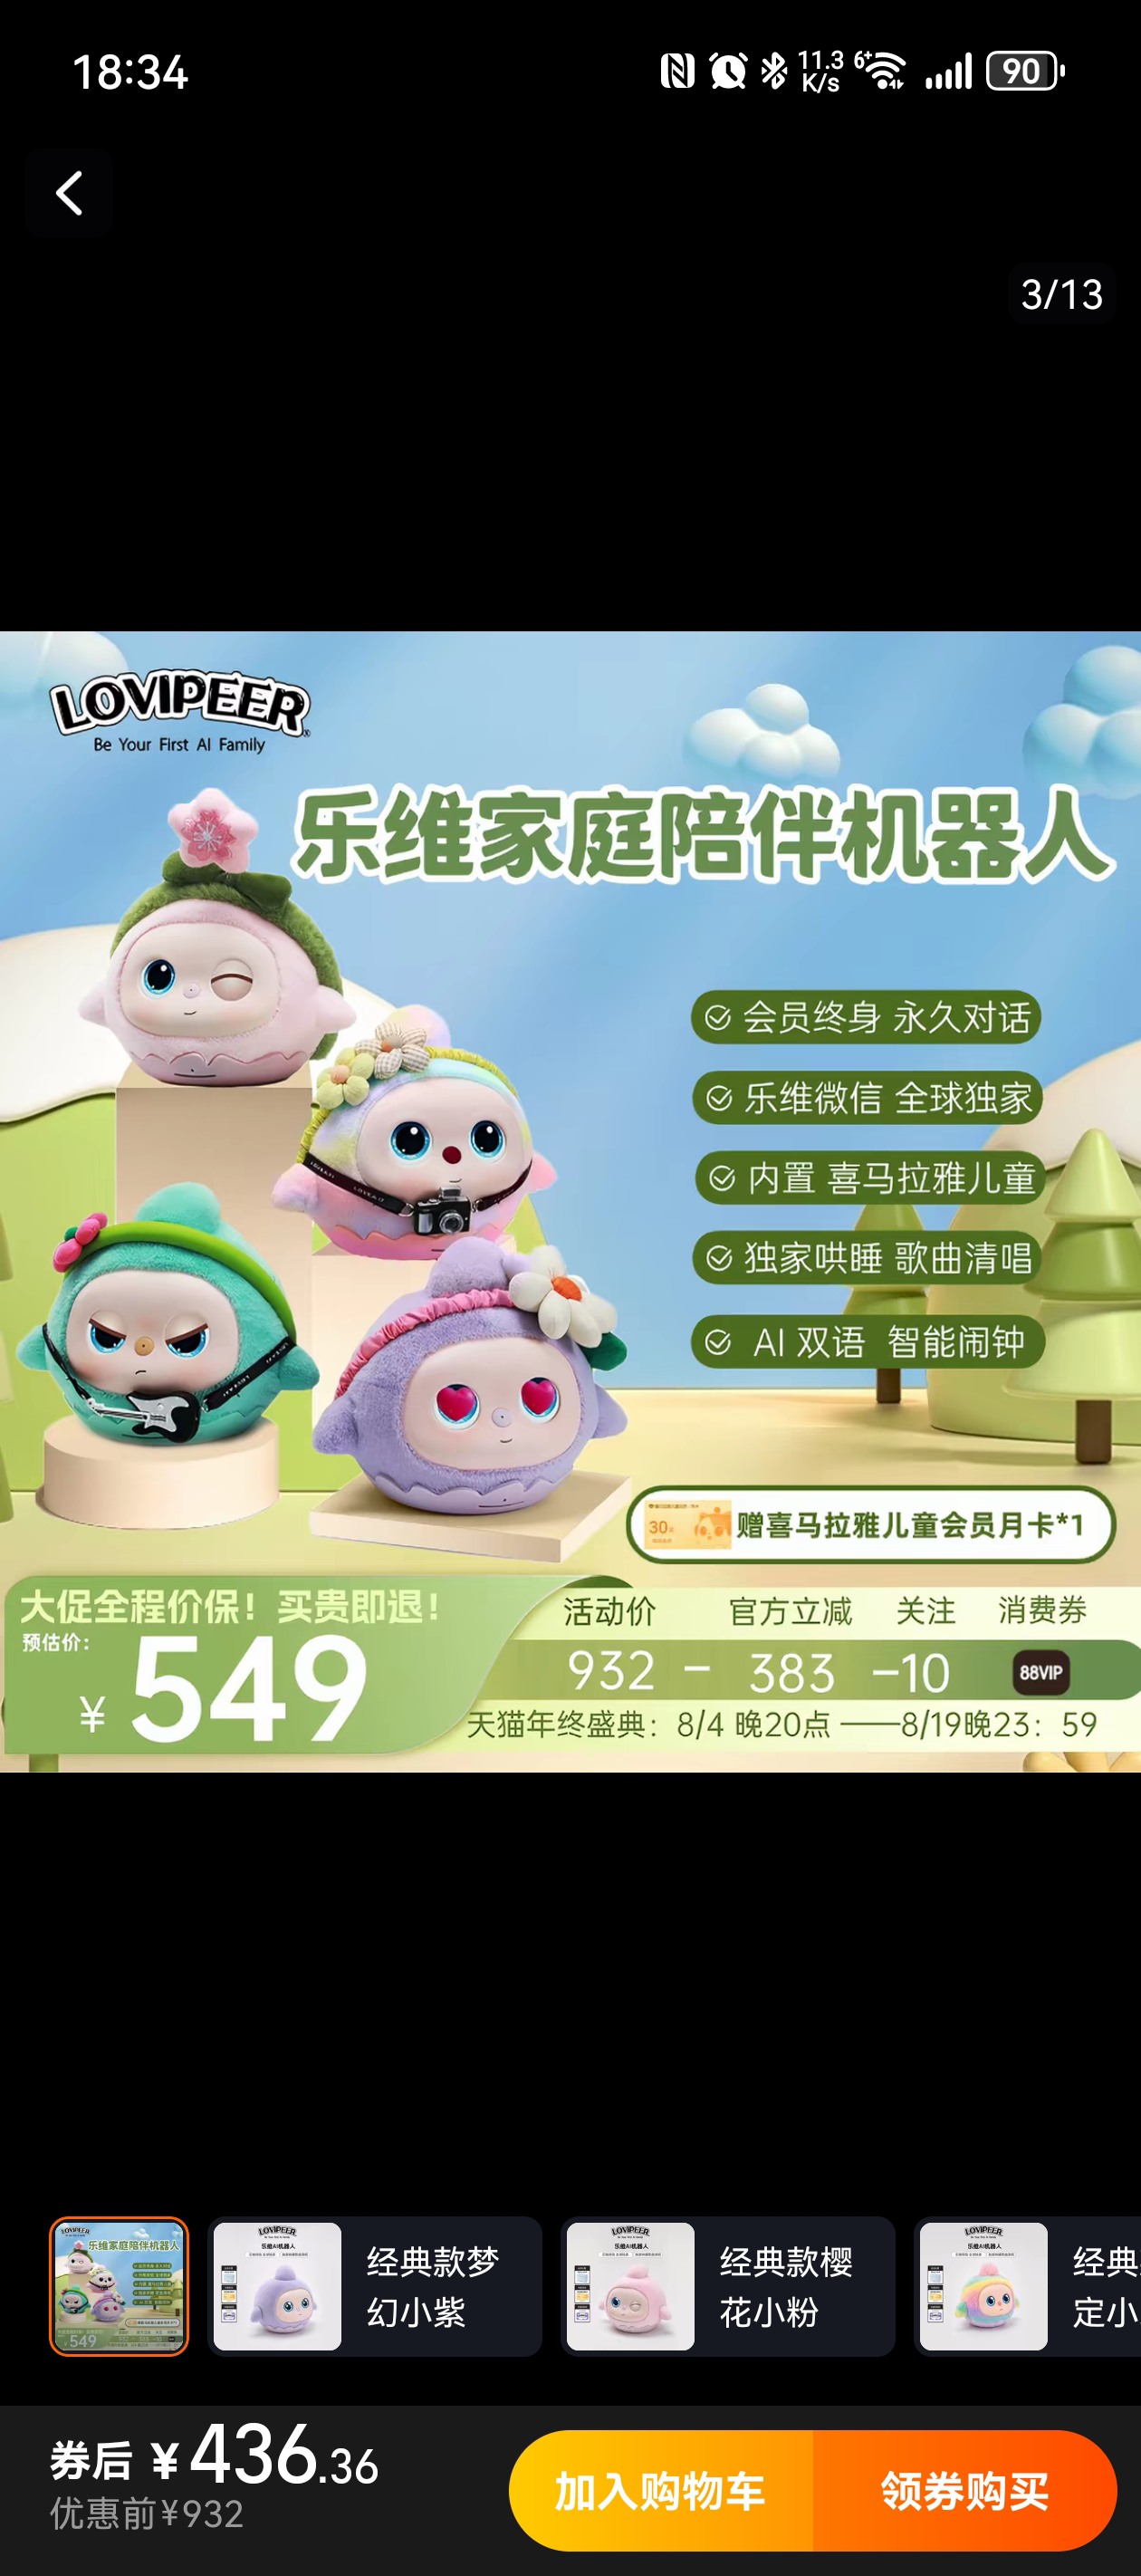 18:34
11.3
K/s
6+
90
3/13
LOVIPEER
Be Your First AI Family
乐维家庭陪伴机器人
会员终身 永久对话
乐维微信 全球独家
内置 喜马拉雅儿童
独家哄睡 歌曲清唱
AI 双语 智能闹钟
赠喜马拉雅儿童会员月卡*1
大促全程价保！买贵即退！
预估价：
¥ 549
活动价 官方立减 关注 消费券
932 - 383 -10 88VIP
天猫年终盛典：8/4 晚20点 ——8/19晚23：59
经典款梦
幻小紫
经典款樱
花小粉
经典
定小
券后 ¥436.36
优惠前¥932
加入购物车
领券购买